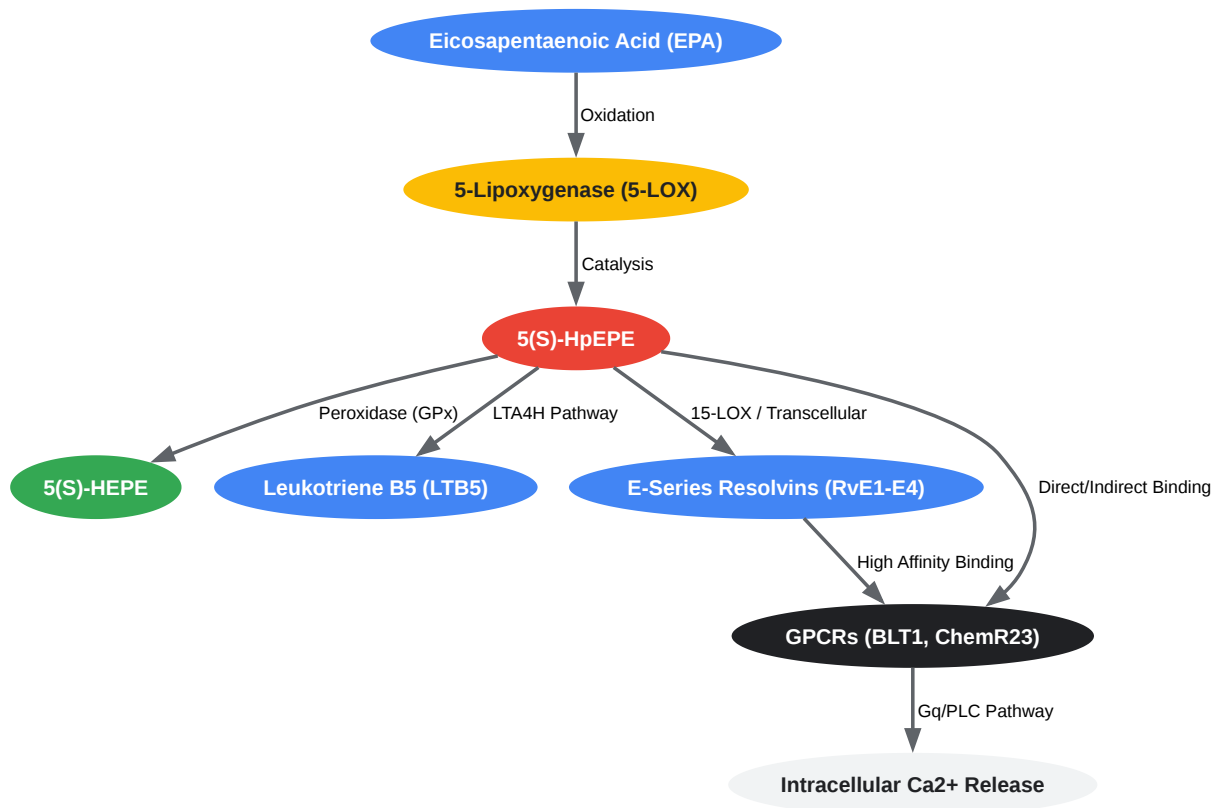 Eicosapentaenoic Acid (EPA)
Oxidation
5-Lipoxygenase (5-LOX)
Catalysis
5(S)-HpEPE
Peroxidase (GPx)
LTA4H Pathway
15-LOX / Transcellular
5(S)-HEPE
Leukotriene B5 (LTB5)
E-Series Resolvins (RvE1-E4)
Direct/Indirect Binding
High Affinity Binding
GPCRs (BLT1, ChemR23)
Gq/PLC Pathway
Intracellular Ca2+ Release